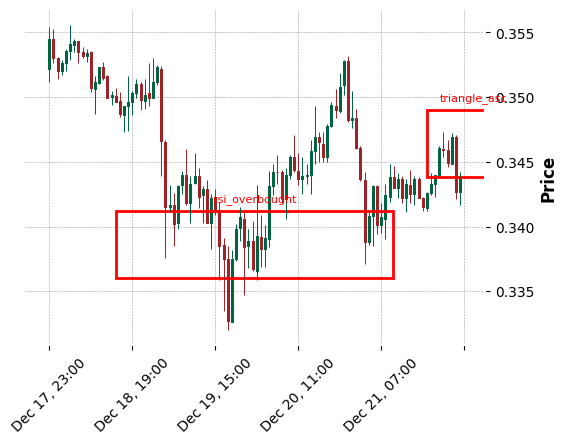 0.355
0.350
triangle_asc
0.345
rsi_overbought
0.340
0.335
Price
Dec 17, 23:00
Dec 18, 19:00
Dec 19, 15:00
Dec 20, 11:00
Dec 21, 07:00